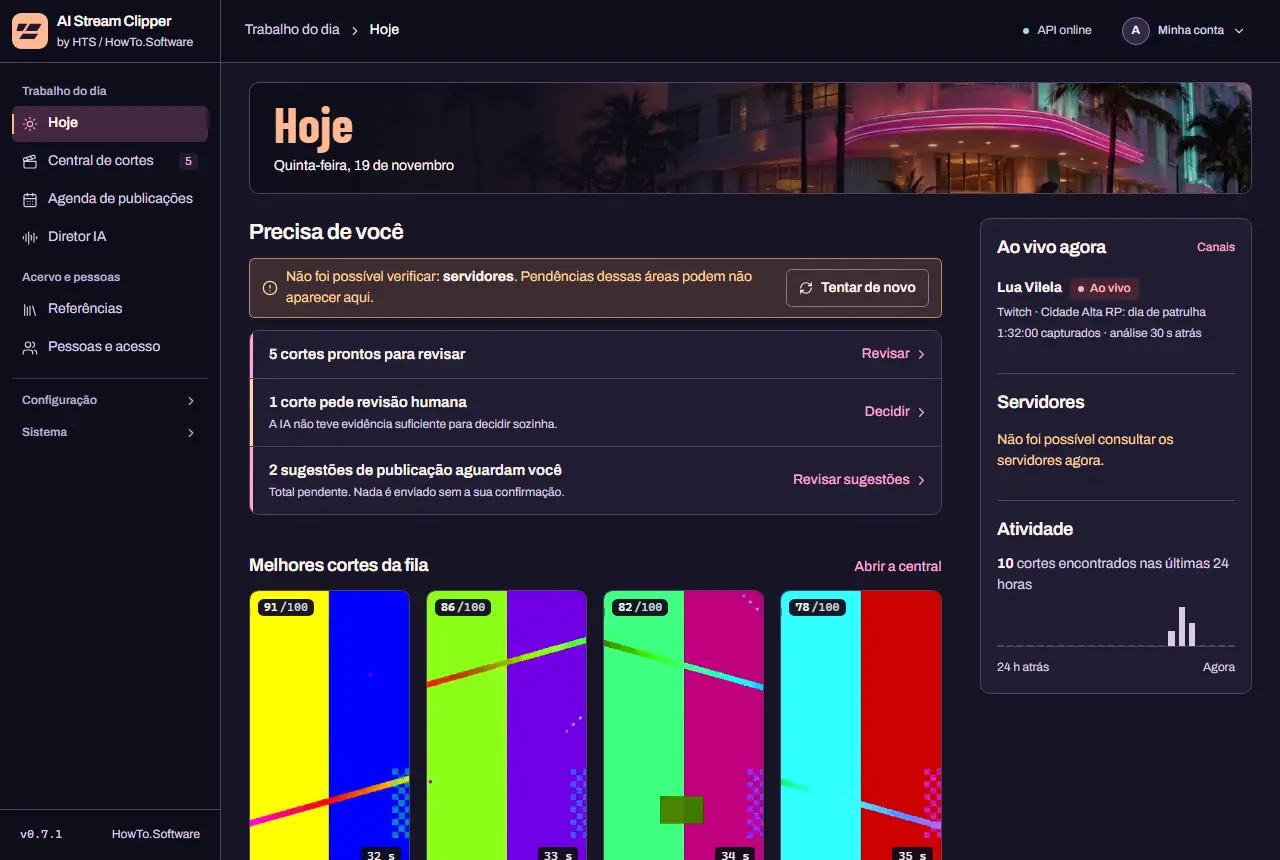 AI Stream Clipper
by HTS / HowTo.Software
Trabalho do dia
Hoje
Central de cortes
5
Agenda de publicações
Diretor IA
Acervo e pessoas
Referências
Pessoas e acesso
Configuração
Sistema
v0.7.1
HowTo.Software
Trabalho do dia
Hoje
API online
A
Minha conta
Hoje
Quinta-feira, 19 de novembro
Precisa de você
Não foi possível verificar: servidores. Pendências dessas áreas podem não
aparecer aqui.
Tentar de novo
5 cortes prontos para revisar
Revisar
1 corte pede revisão humana
A IA não teve evidência suficiente para decidir sozinha.
Decidir
2 sugestões de publicação aguardam você
Total pendente. Nada é enviado sem a sua confirmação.
Revisar sugestões
Melhores cortes da fila
Abrir a central
91/100
32 s
86/100
33 s
82/100
34 s
78/100
35 s
Ao vivo agora
Canais
Lua Vilela
Ao vivo
Twitch · Cidade Alta RP: dia de patrulha
1:32:00 capturados · análise 30 s atrás
Servidores
Não foi possível consultar os
servidores agora.
Atividade
10 cortes encontrados nas últimas 24
horas
24 h atrás
Agora